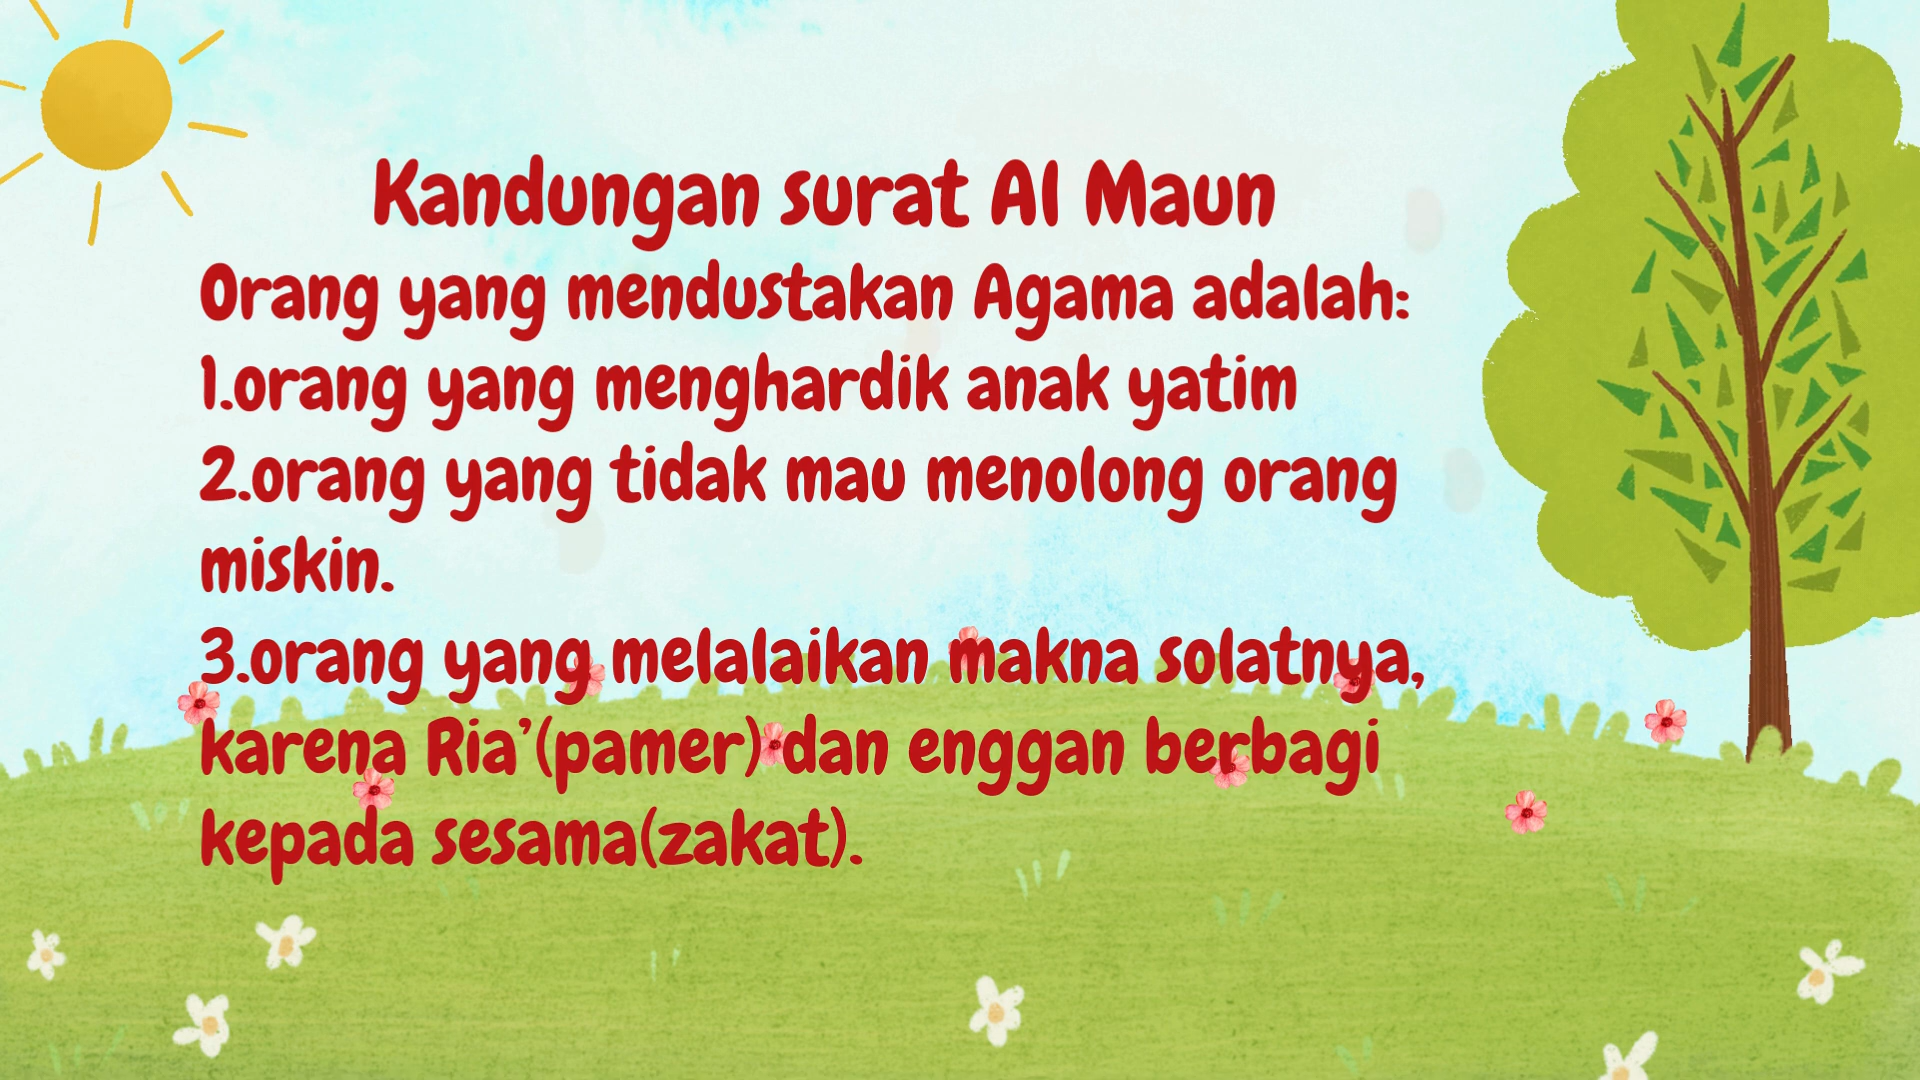 Kandungan surat Al Maun
Orang yang mendustakan Agama adalah:
1.orang yang menghardik anak yatim
2.orang yang tidak mau menolong orang
miskin.
3.orang yang melalaikan makna solatnya,
karena Ria’(pamer) dan enggan berbagi
kepada sesama(zakat).